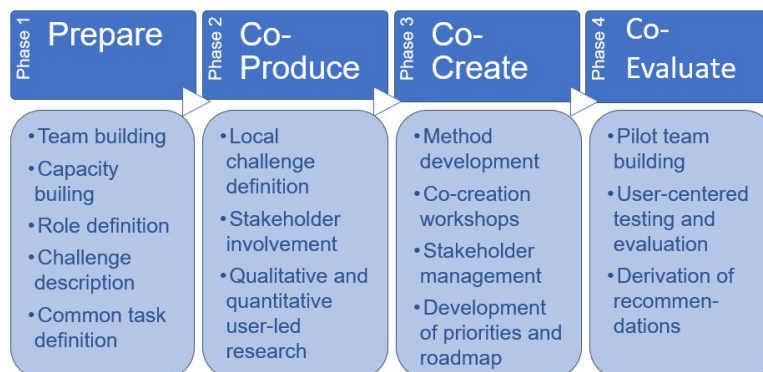 Phase 1
Prepare
• Team building
• Capacity
builing
• Role definition
• Challenge
description
• Common task
definition
Phase 2
Co-
Produce
• Local
challenge
definition
• Stakeholder
involvement
• Qualitative and
quantitative
user-led
research
Phase 3
Co-
Create
• Method
development
• Co-creation
workshops
• Stakeholder
management
• Development
of priorities and
roadmap
Phase 4
Co-
Evaluate
• Pilot team
building
• User-centered
testing and
evaluation
• Derivation of
recommen-
dations